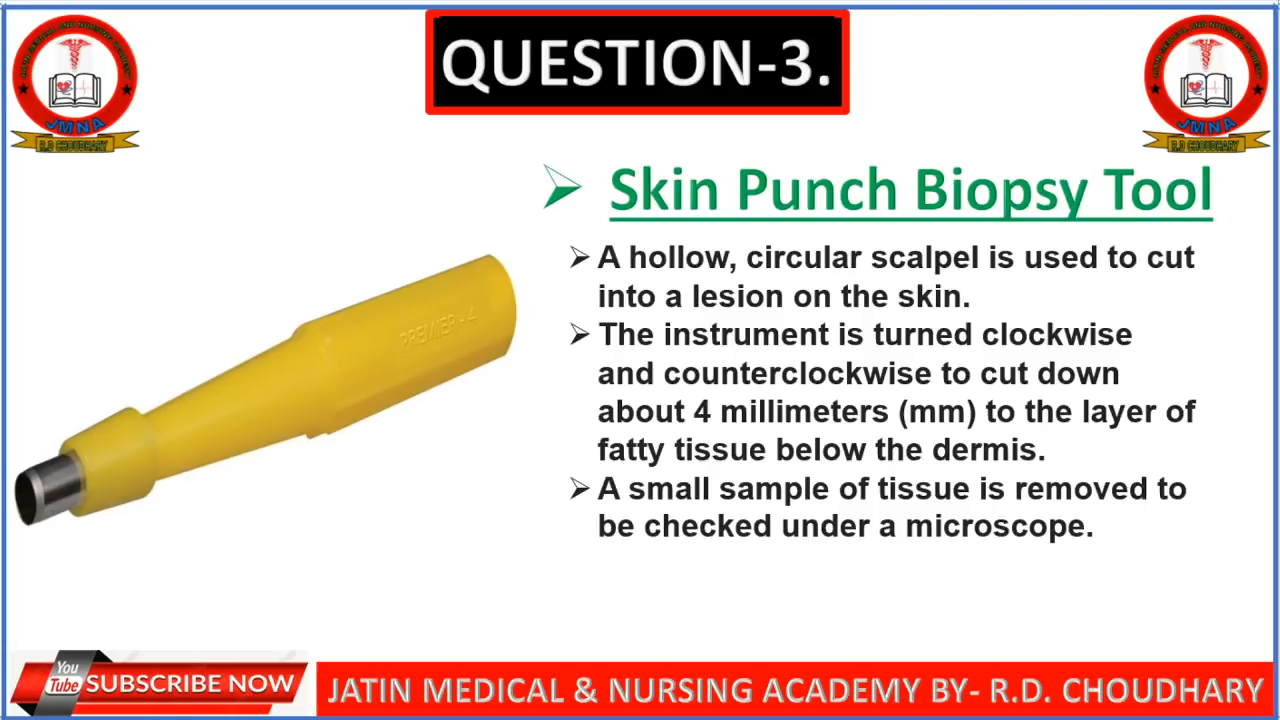 QUESTION-3.
JMNA
R.D CHOUDHARY
JMNA
R.D CHOUDHARY
Skin Punch Biopsy Tool
A hollow, circular scalpel is used to cut
into a lesion on the skin.
The instrument is turned clockwise
and counterclockwise to cut down
about 4 millimeters (mm) to the layer of
fatty tissue below the dermis.
A small sample of tissue is removed to
be checked under a microscope.
PREMIER - 4
You
Tube
SUBSCRIBE NOW
JATIN MEDICAL & NURSING ACADEMY BY- R.D. CHOUDHARY